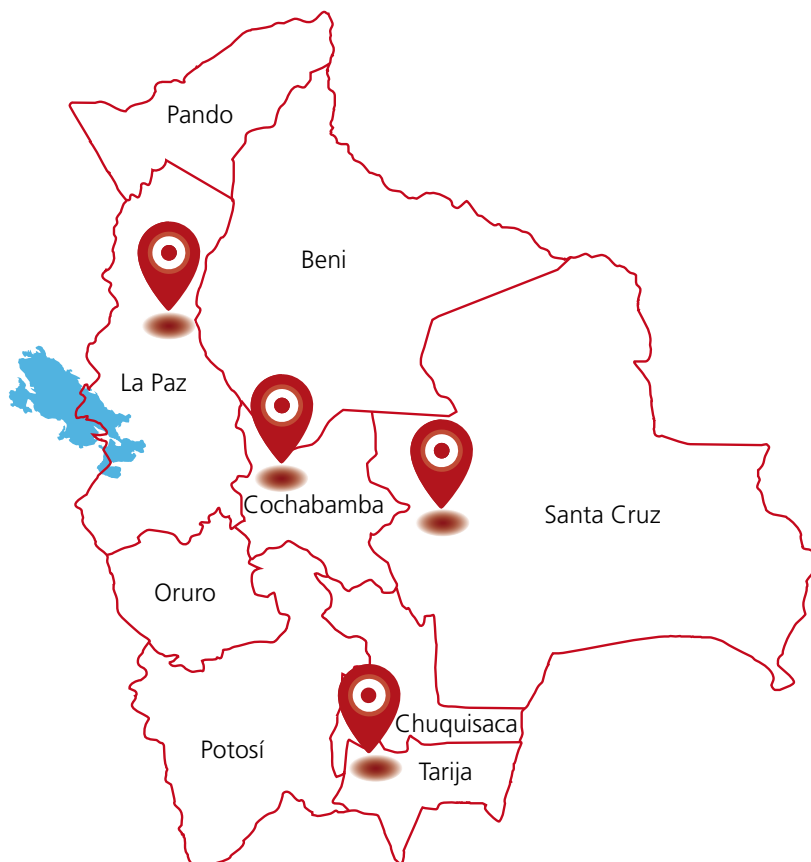 Pando
Beni
La Paz
Cochabamba
Santa Cruz
Oruro
Chuquisaca
Potosí
Tarija